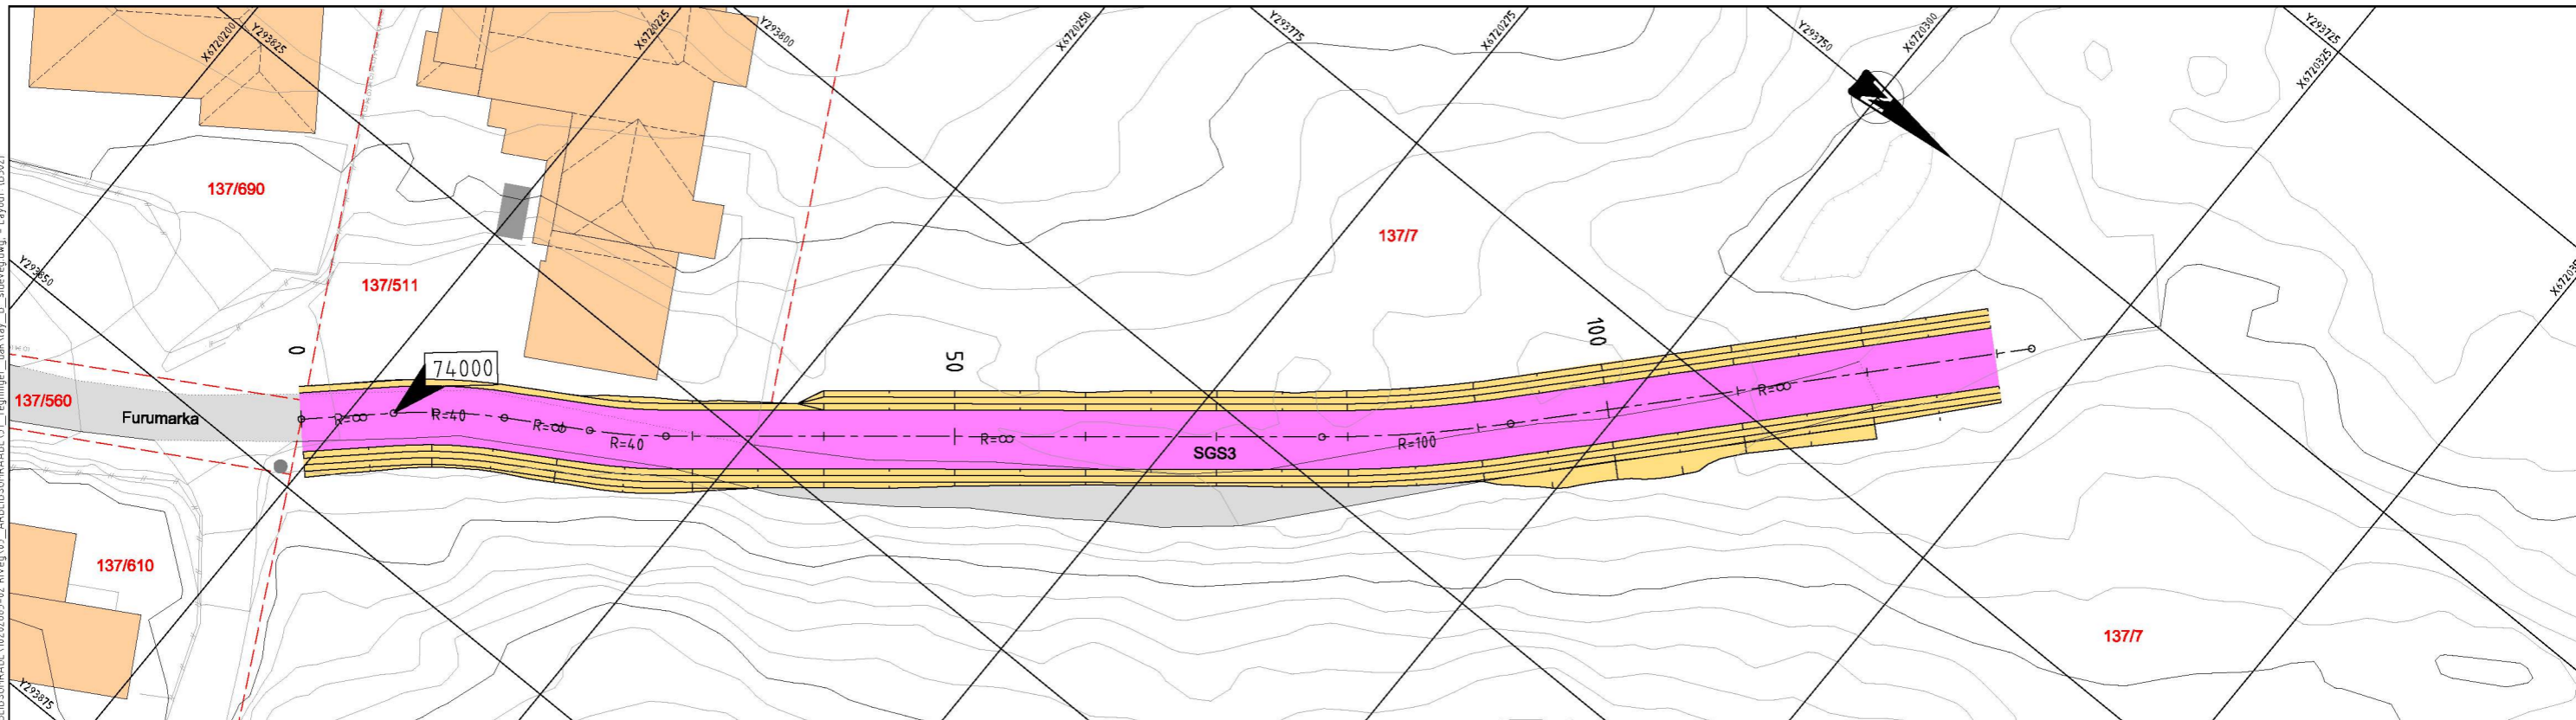 X6720200
Y293825
X6720225
Y293800
X6720250
Y293775
X6720275
Y293750
X6720300
Y293725
X6720325
N
137/690
137/7
Y293850
137/511
0
50
100
74000
137/560
Furumarka
R=∞
R=40
R=∞
R=40
R=∞
SGS3
R=100
R=∞
137/610
137/7
Y293875